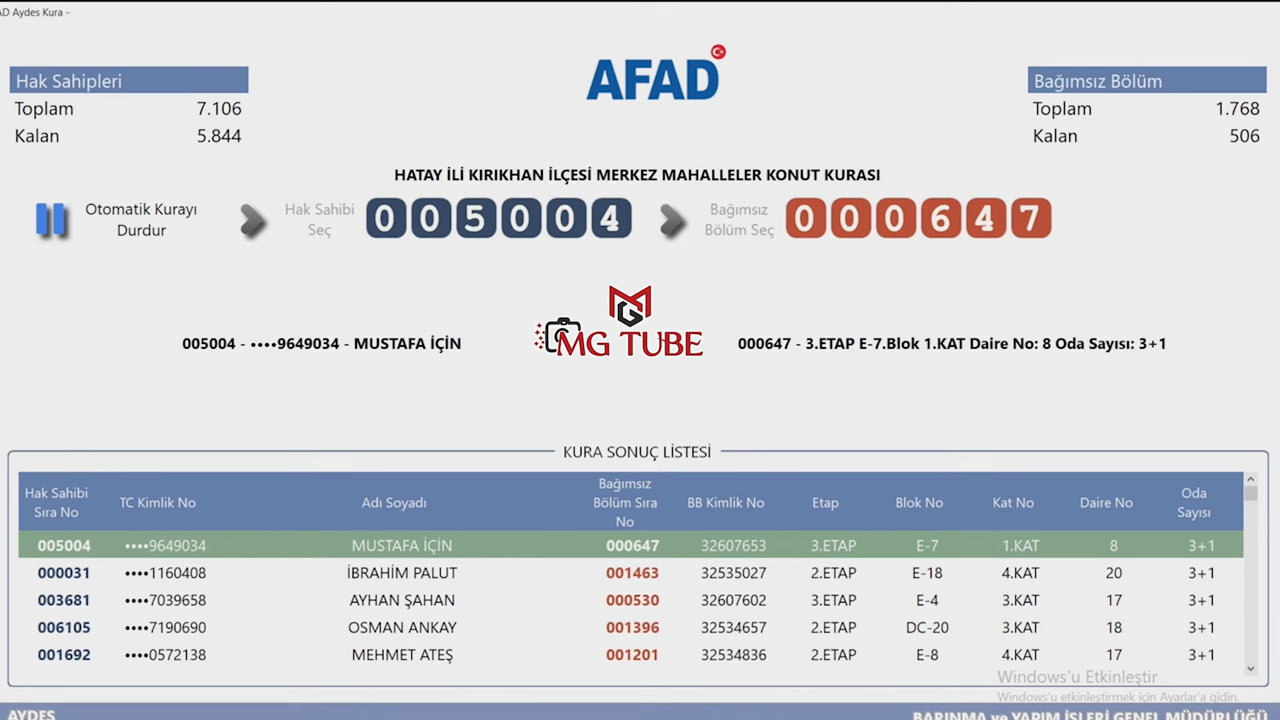 AD Aydes Kura -
AFAD
Hak Sahipleri
Toplam 7.106
Kalan 5.844
Bağımsız Bölüm
Toplam 1.768
Kalan 506
HATAY İLİ KIRIKHAN İLÇESİ MERKEZ MAHALLELER KONUT KURASI
Otomatik Kurayı
Durdur
Hak Sahibi
Seç
005004
Bağımsız
Bölüm Seç
000647
005004 - ••••9649034 - MUSTAFA İÇİN
MG TUBE
000647 - 3.ETAP E-7.Blok 1.KAT Daire No: 8 Oda Sayısı: 3+1
KURA SONUÇ LİSTESİ
Hak Sahibi Sıra No TC Kimlik No Adı Soyadı Bağımsız Bölüm Sıra No BB Kimlik No Etap Blok No Kat No Daire No Oda Sayısı
005004 ••••9649034 MUSTAFA İÇİN 000647 32607653 3.ETAP E-7 1.KAT 8 3+1
000031 ••••1160408 İBRAHİM PALUT 001463 32535027 2.ETAP E-18 4.KAT 20 3+1
003681 ••••7039658 AYHAN ŞAHAN 000530 32607602 3.ETAP E-4 3.KAT 17 3+1
006105 ••••7190690 OSMAN ANKAY 001396 32534657 2.ETAP DC-20 3.KAT 18 3+1
001692 ••••0572138 MEHMET ATEŞ 001201 32534836 2.ETAP E-8 4.KAT 17 3+1
Windows'u Etkinleştir
Windows'u etkinleştirmek için Ayarlar'a gidin.
AYDES
BARINMA ve YAPIM İŞLERİ GENEL MÜDÜRLÜĞÜ